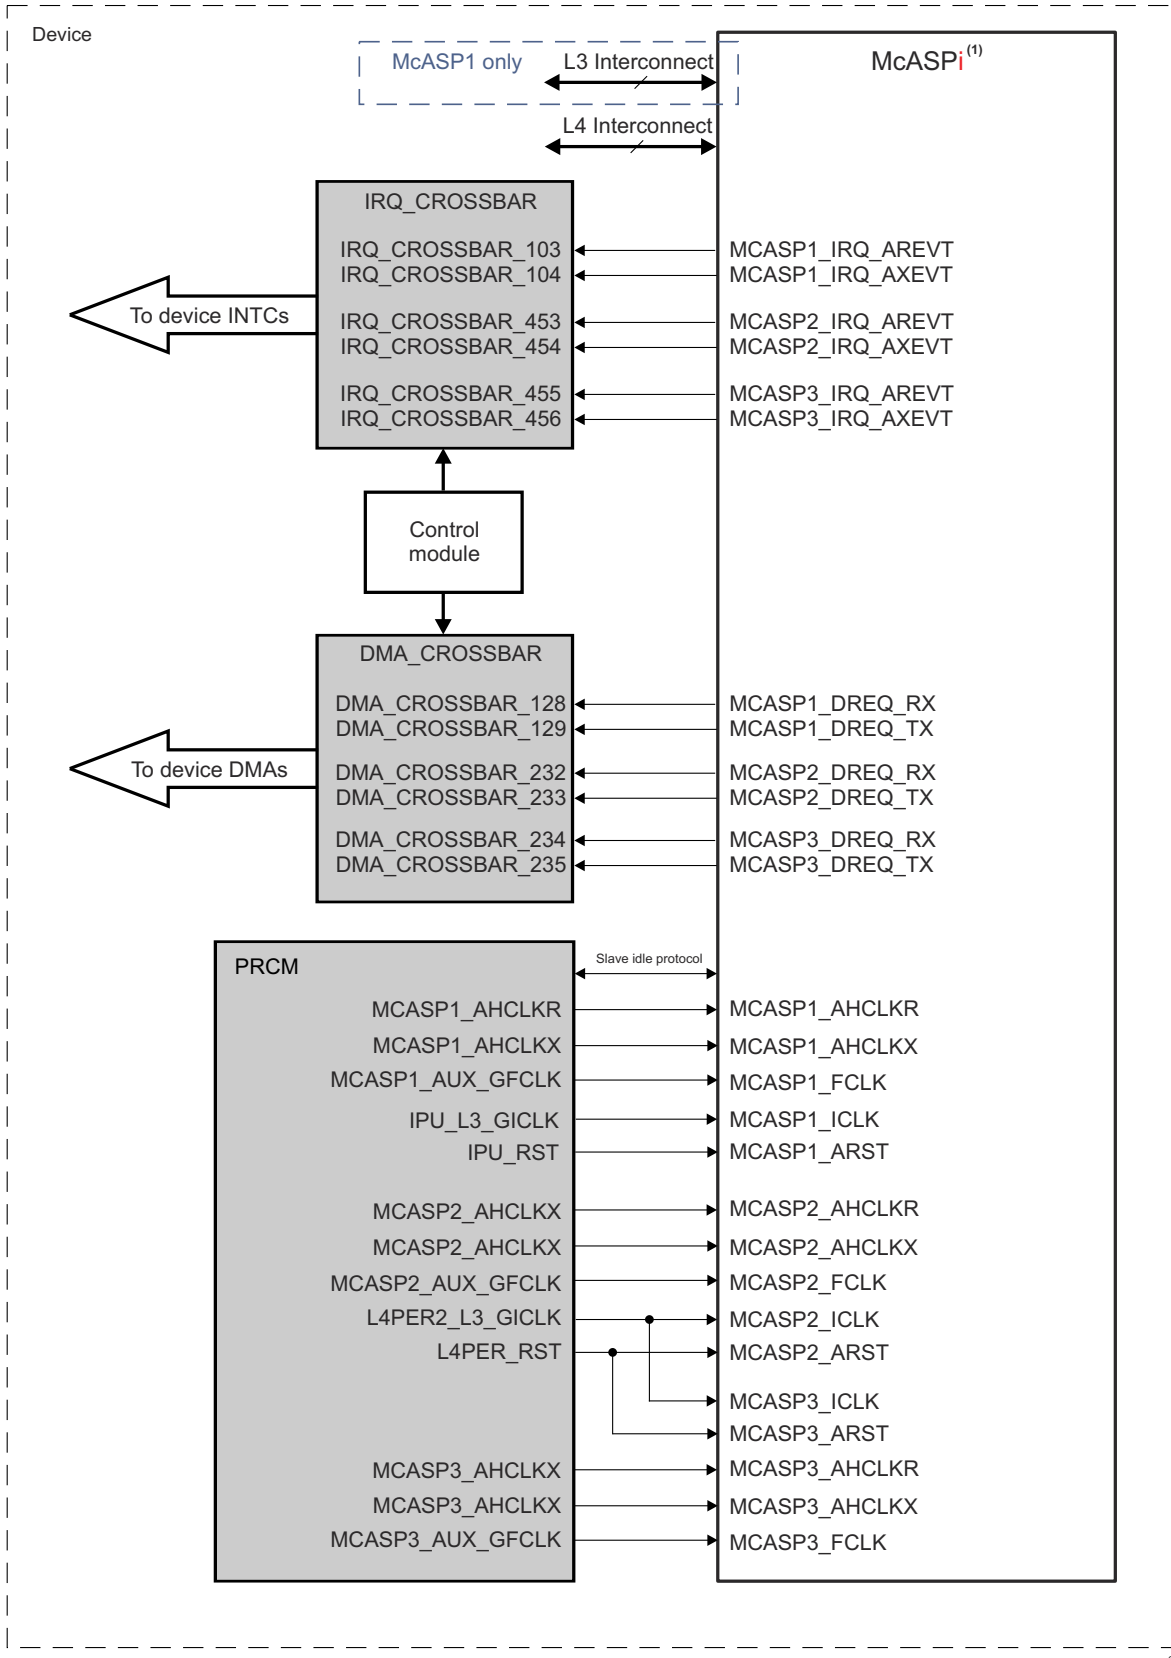 Device
McASP1 only
L3 Interconnect
McASPi(1)
L4 Interconnect
IRQ_CROSSBAR
IRQ_CROSSBAR_103
MCASP1_IRQ_AREVT
IRQ_CROSSBAR_104
MCASP1_IRQ_AXEVT
To device INTCs
IRQ_CROSSBAR_453
MCASP2_IRQ_AREVT
IRQ_CROSSBAR_454
MCASP2_IRQ_AXEVT
IRQ_CROSSBAR_455
MCASP3_IRQ_AREVT
IRQ_CROSSBAR_456
MCASP3_IRQ_AXEVT
Control
module
DMA_CROSSBAR
DMA_CROSSBAR_128
MCASP1_DREQ_RX
DMA_CROSSBAR_129
MCASP1_DREQ_TX
To device DMAs
DMA_CROSSBAR_232
MCASP2_DREQ_RX
DMA_CROSSBAR_233
MCASP2_DREQ_TX
DMA_CROSSBAR_234
MCASP3_DREQ_RX
DMA_CROSSBAR_235
MCASP3_DREQ_TX
PRCM
Slave idle protocol
MCASP1_AHCLKR
MCASP1_AHCLKR
MCASP1_AHCLKX
MCASP1_AHCLKX
MCASP1_AUX_GFCLK
MCASP1_FCLK
IPU_L3_GICLK
MCASP1_ICLK
IPU_RST
MCASP1_ARST
MCASP2_AHCLKX
MCASP2_AHCLKR
MCASP2_AHCLKX
MCASP2_AHCLKX
MCASP2_AUX_GFCLK
MCASP2_FCLK
L4PER2_L3_GICLK
MCASP2_ICLK
L4PER_RST
MCASP2_ARST
MCASP3_ICLK
MCASP3_ARST
MCASP3_AHCLKX
MCASP3_AHCLKR
MCASP3_AHCLKX
MCASP3_AHCLKX
MCASP3_AUX_GFCLK
MCASP3_FCLK